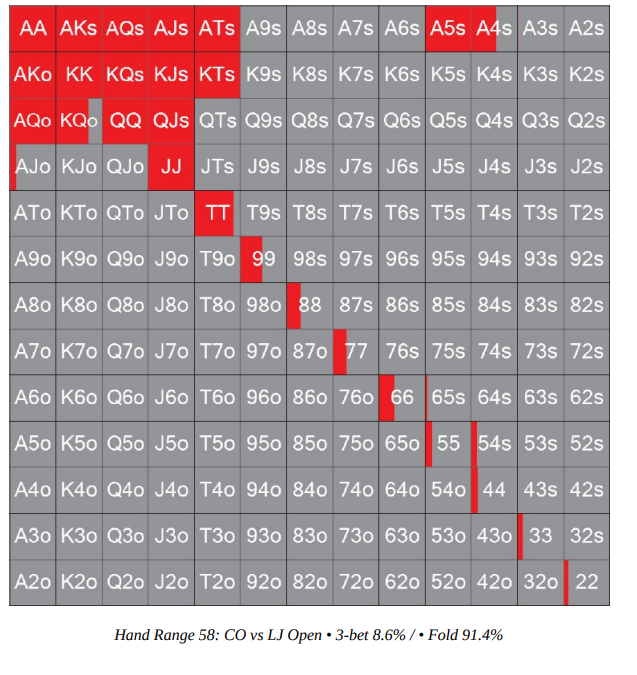 AA AKs AQs AJs ATs A9s A8s A7s A6s A5s A4s A3s A2s
AKo KK KQs KJs KTs K9s K8s K7s K6s K5s K4s K3s K2s
AQo KQo QQ QJs QTs Q9s Q8s Q7s Q6s Q5s Q4s Q3s Q2s
AJo KJo QJo JJ JTs J9s J8s J7s J6s J5s J4s J3s J2s
ATo KTo QTo JTo TT T9s T8s T7s T6s T5s T4s T3s T2s
A9o K9o Q9o J9o T9o 99 98s 97s 96s 95s 94s 93s 92s
A8o K8o Q8o J8o T8o 98o 88 87s 86s 85s 84s 83s 82s
A7o K7o Q7o J7o T7o 97o 87o 77 76s 75s 74s 73s 72s
A6o K6o Q6o J6o T6o 96o 86o 76o 66 65s 64s 63s 62s
A5o K5o Q5o J5o T5o 95o 85o 75o 65o 55 54s 53s 52s
A4o K4o Q4o J4o T4o 94o 84o 74o 64o 54o 44 43s 42s
A3o K3o Q3o J3o T3o 93o 83o 73o 63o 53o 43o 33 32s
A2o K2o Q2o J2o T2o 92o 82o 72o 62o 52o 42o 32o 22
Hand Range 58: CO vs LJ Open • 3-bet 8.6% / • Fold 91.4%